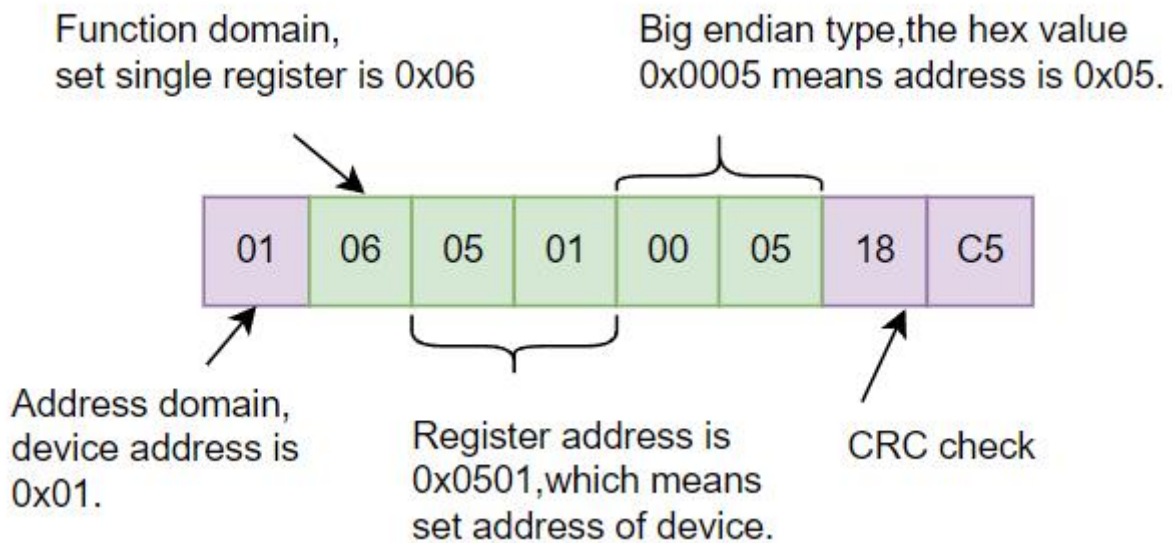 Function domain,
set single register is 0x06
Big endian type,the hex value
0x0005 means address is 0x05.
01 06 05 01 00 05 18 C5
Address domain,
device address is
0x01.
Register address is
0x0501,which means
set address of device.
CRC check